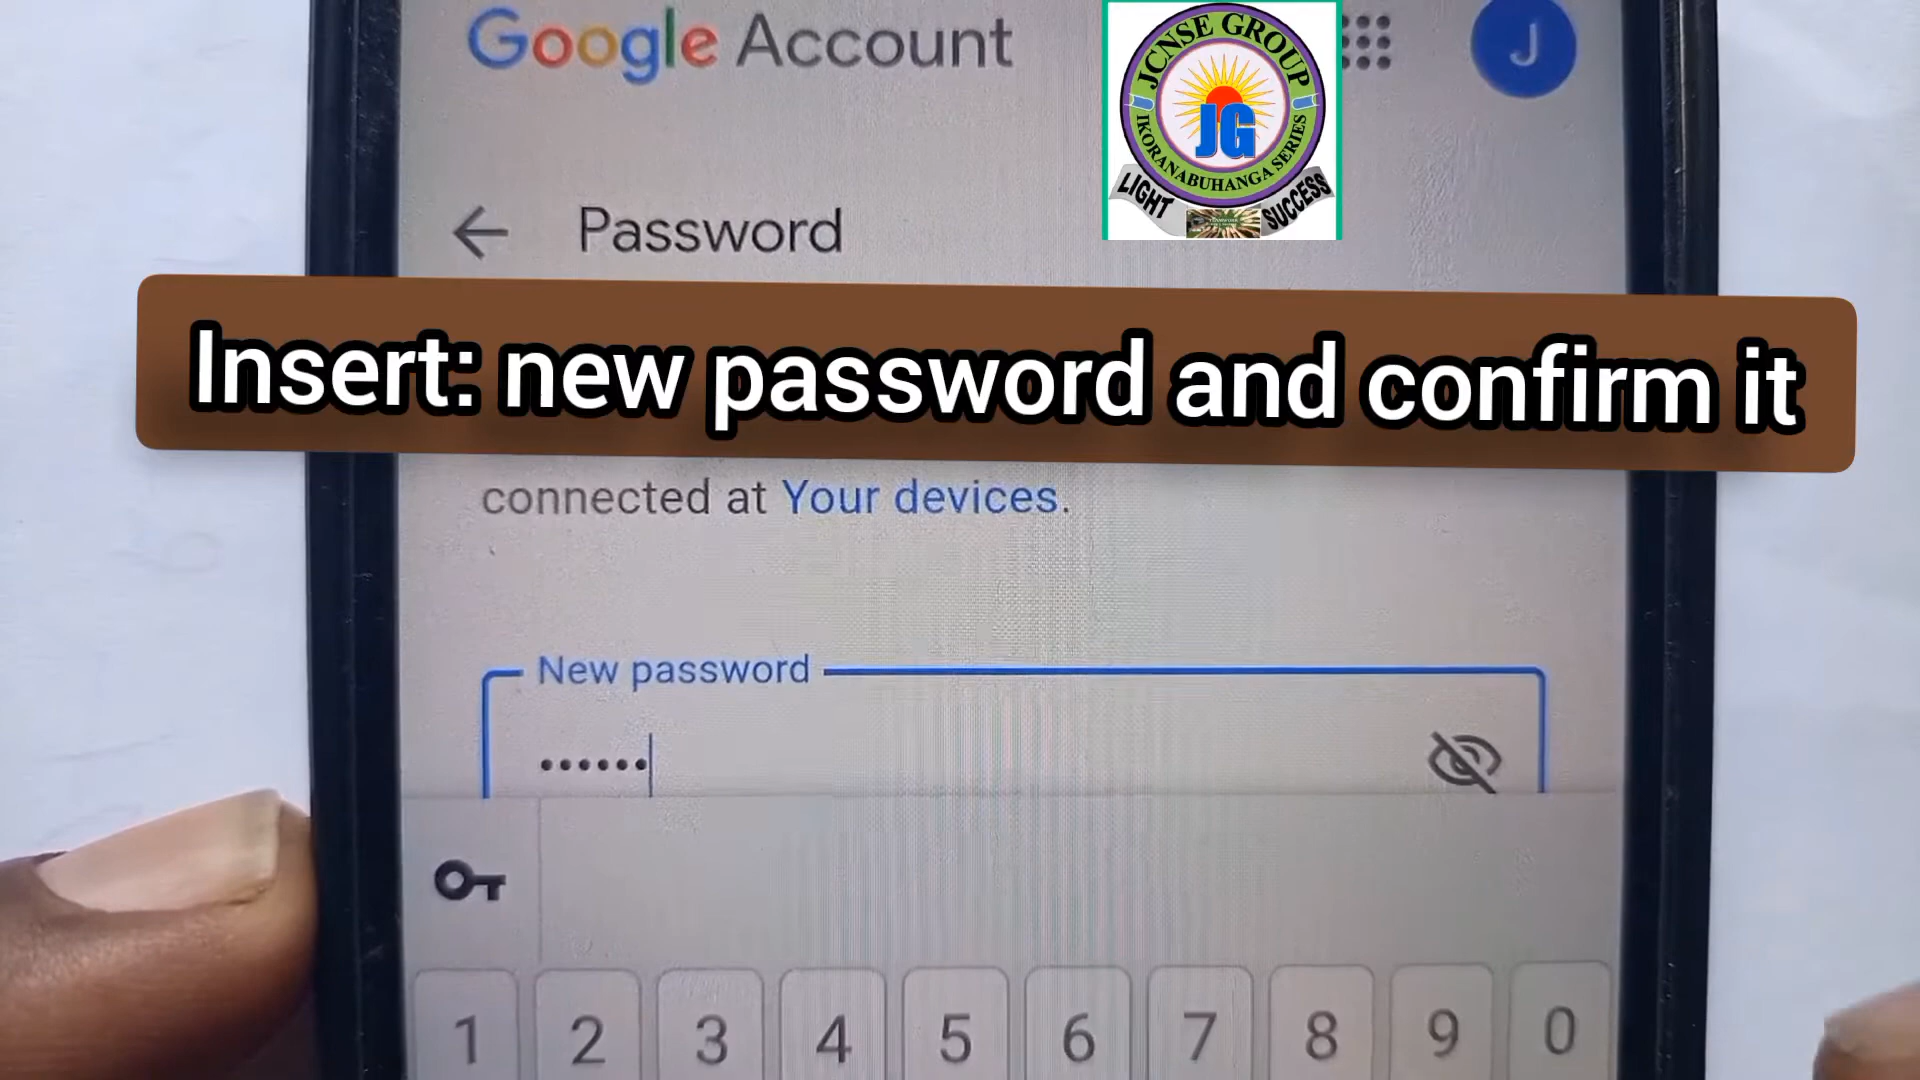 Google Account
J
JCNSE GROUP
JG
IKORANABUHANGA SERIES
LIGHT
SUCCESS
Password
Insert: new password and confirm it
connected at Your devices.
New password
••••••
1 2 3 4 5 6 7 8 9 0